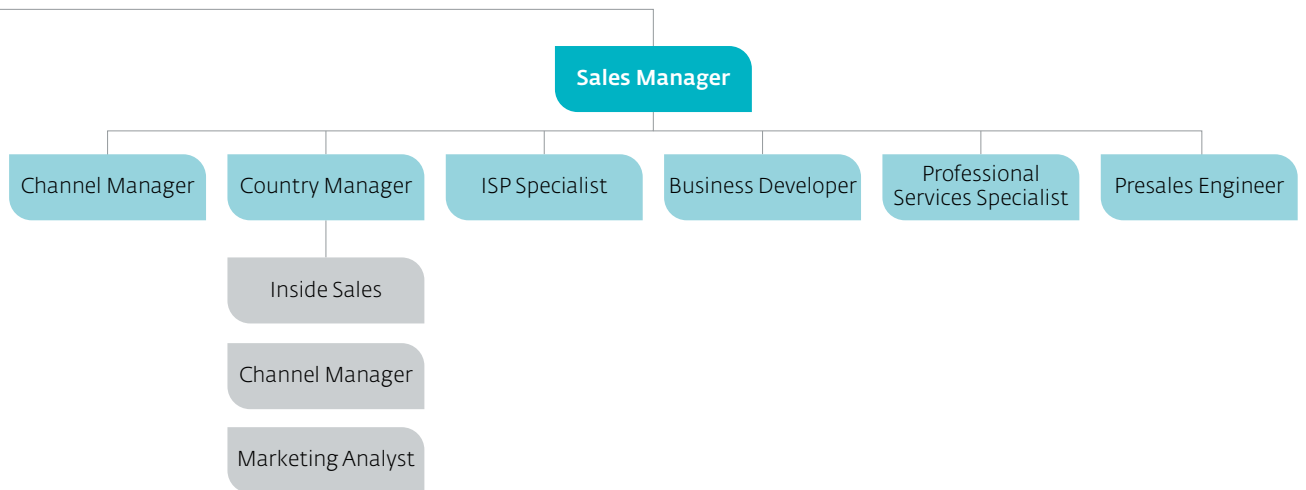 Sales Manager
Channel Manager
Country Manager
ISP Specialist
Business Developer
Professional
Services Specialist
Presales Engineer
Inside Sales
Channel Manager
Marketing Analyst